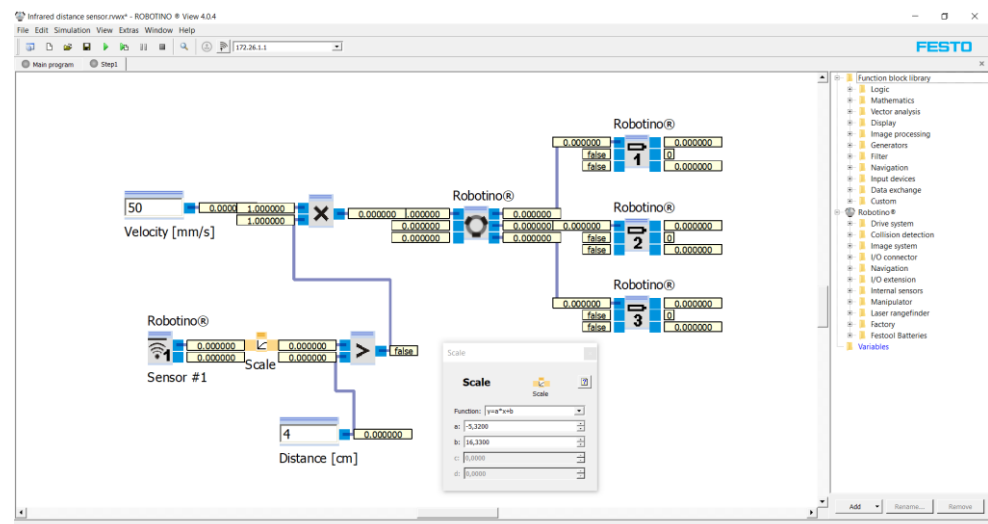 Infrared distance sensor.rvwx* - ROBOTINO ® View 4.0.4
File Edit Simulation View Extras Window Help
172.26.1.1
FESTO
Main program Step1
Function block library
Logic
Mathematics
Vector analysis
Display
Image processing
Generators
Filter
Navigation
Input devices
Data exchange
Custom
Robotino®
Drive system
Collision detection
Image system
I/O connector
Navigation
I/O extension
Internal sensors
Manipulator
Laser rangefinder
Factory
Festool Batteries
Variables
Robotino®
0.000000 0.000000
false 1 0
false 0.000000
50 0.0000 1.000000 ×
1.000000
Velocity [mm/s]
Robotino®
0.000000 1.000000 0.000000
0.000000 0.000000
0.000000 0.000000
Robotino®
0.000000 0.000000
false 2 0
false 0.000000
Robotino®
0.000000 0.000000
false 3 0
false 0.000000
Robotino®
1 0.000000 0.000000 > false
0.000000 0.000000
Scale
Sensor #1
4 0.000000
Distance [cm]
Scale
Scale
Scale
Function: y=a*x+b
a: -5,3200
b: 16,3300
c: 0,0000
d: 0,0000
Add Rename... Remove